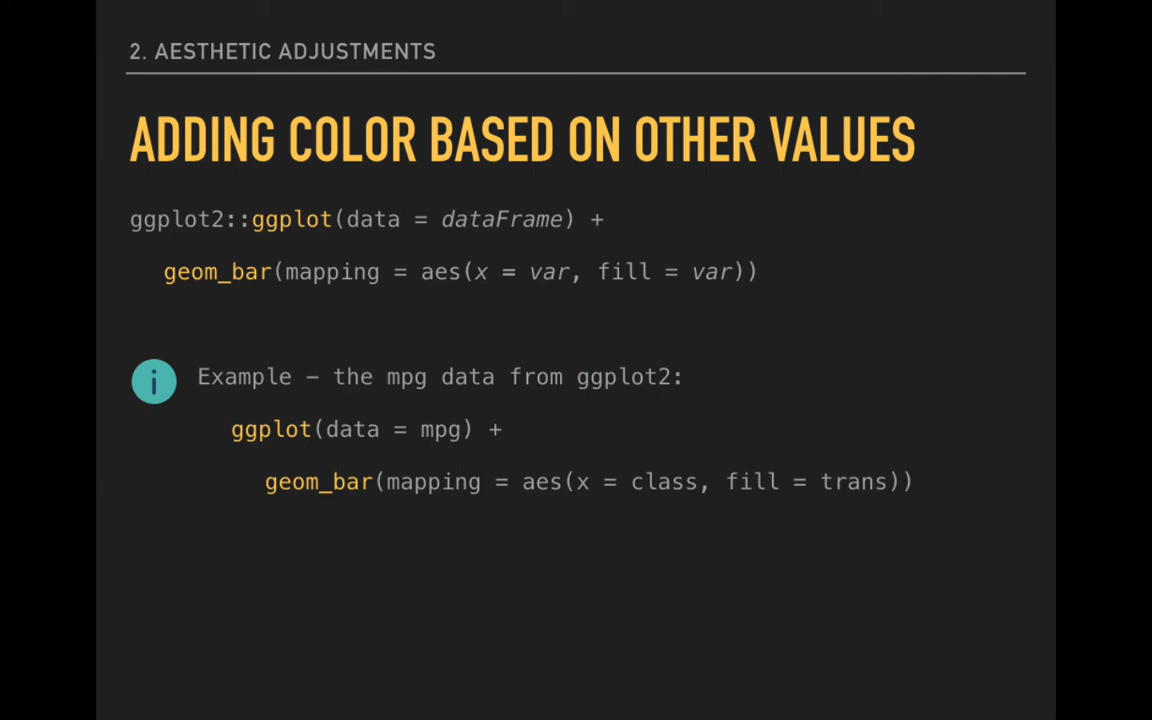 2. AESTHETIC ADJUSTMENTS
ADDING COLOR BASED ON OTHER VALUES
ggplot2::ggplot(data = dataFrame) +
geom_bar(mapping = aes(x = var, fill = var))
i Example – the mpg data from ggplot2:
ggplot(data = mpg) +
geom_bar(mapping = aes(x = class, fill = trans))